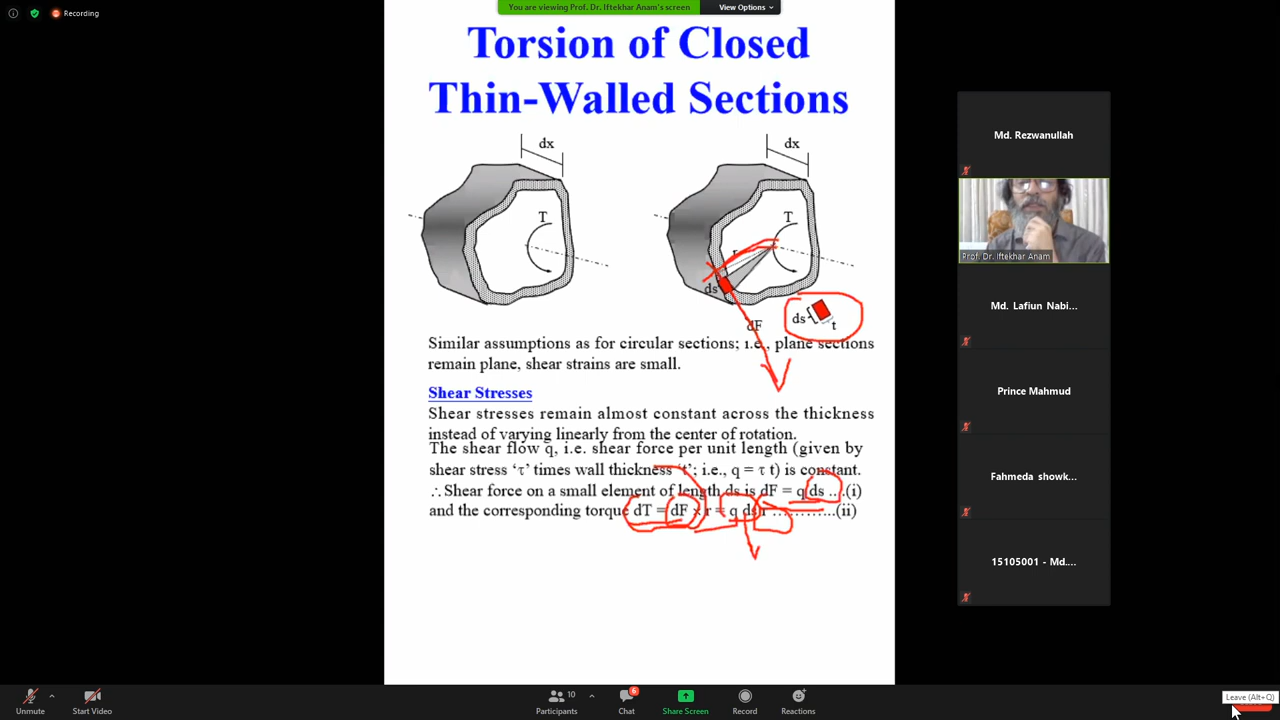 Recording
You are viewing Prof. Dr. Iftekhar Anam's screen
View Options
Torsion of Closed
Thin-Walled Sections
dx
T
dx
T
r
ds
dF
ds
t
Similar assumptions as for circular sections; i.e., plane sections
remain plane, shear strains are small.
Shear Stresses
Shear stresses remain almost constant across the thickness
instead of varying linearly from the center of rotation.
The shear flow q, i.e. shear force per unit length (given by
shear stress ‘τ’ times wall thickness ‘t’; i.e., q = τ t) is constant.
∴Shear force on a small element of length ds is dF = q ds ....(i)
and the corresponding torque dT = dF × r = q ds r ............(ii)
Md. Rezwanullah
Prof. Dr. Iftekhar Anam
Md. Lafiun Nabi...
Prince Mahmud
Fahmeda showk...
15105001 - Md....
Unmute
Start Video
10
Participants
6
Chat
Share Screen
Record
Reactions
Leave (Alt+Q)